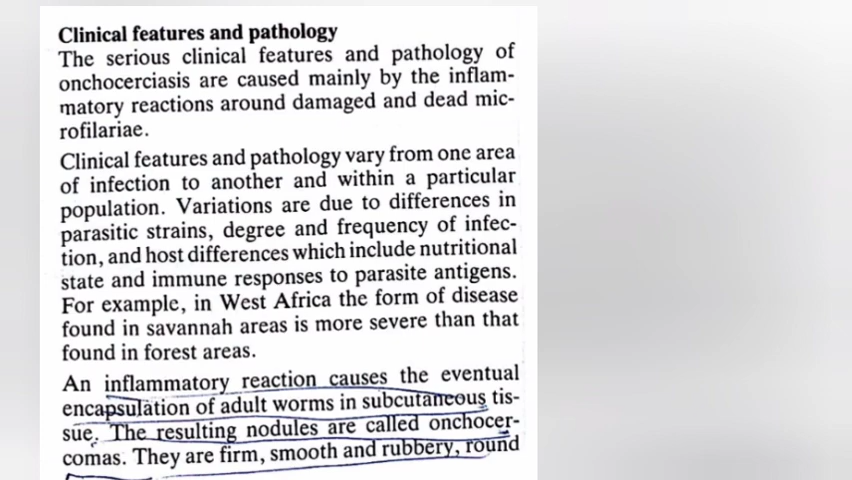 Clinical features and pathology
The serious clinical features and pathology of
onchocerciasis are caused mainly by the inflam-
matory reactions around damaged and dead mic-
rofilariae.
Clinical features and pathology vary from one area
of infection to another and within a particular
population. Variations are due to differences in
parasitic strains, degree and frequency of infec-
tion, and host differences which include nutritional
state and immune responses to parasite antigens.
For example, in West Africa the form of disease
found in savannah areas is more severe than that
found in forest areas.
An inflammatory reaction causes the eventual
encapsulation of adult worms in subcutaneous tis-
sue. The resulting nodules are called onchocer-
comas. They are firm, smooth and rubbery, round